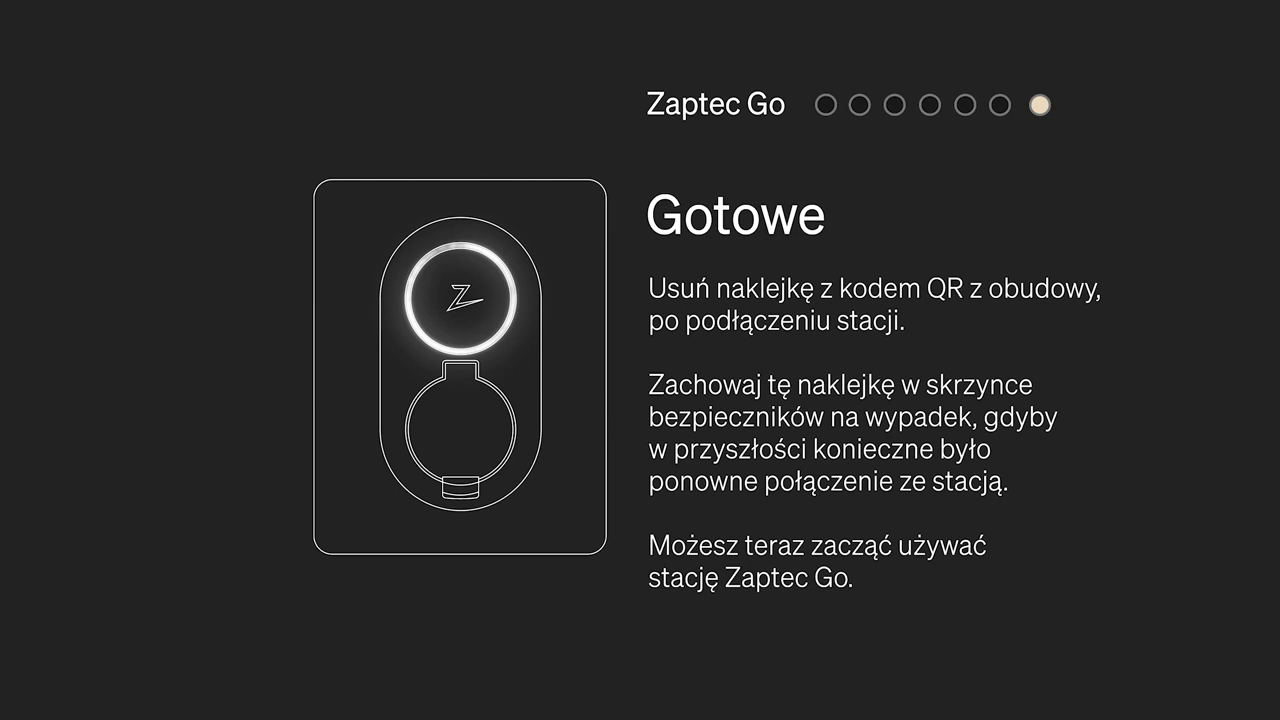 Zaptec Go
Gotowe
Usuń naklejkę z kodem QR z obudowy,
po podłączeniu stacji.
Zachowaj tę naklejkę w skrzynce
bezpieczników na wypadek, gdyby
w przyszłości konieczne było
ponowne połączenie ze stacją.
Możesz teraz zacząć używać
stację Zaptec Go.